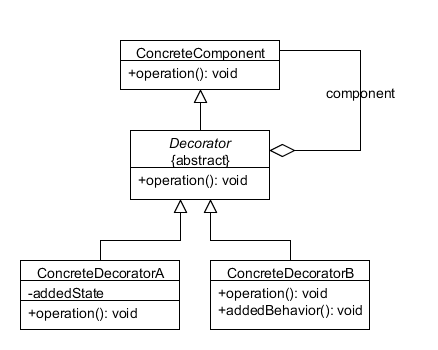 ConcreteComponent
+operation(): void
component
Decorator
{abstract}
+operation(): void
ConcreteDecoratorA
-addedState
+operation(): void
ConcreteDecoratorB
+operation(): void
+addedBehavior(): void